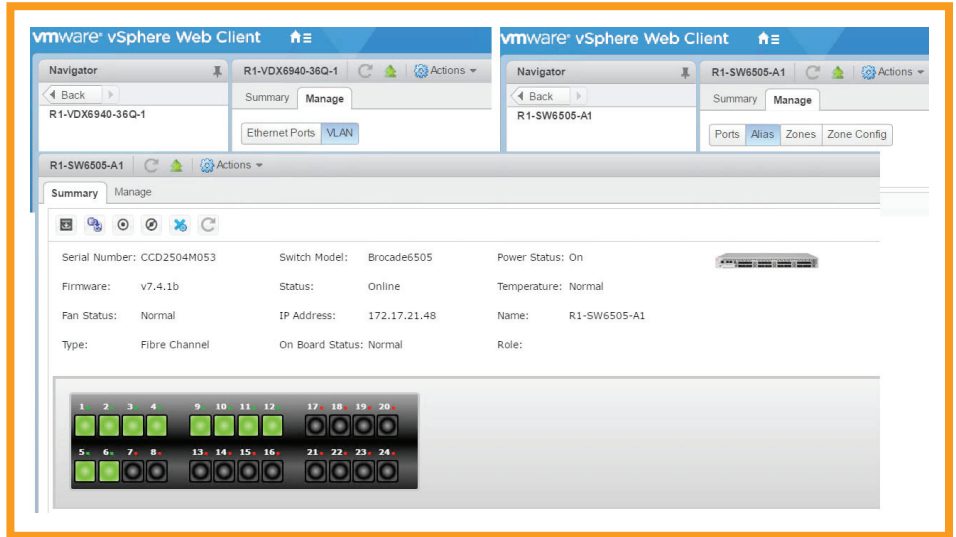 vmware® vSphere Web Client
Navigator
Back
R1-VDX6940-36Q-1
R1-VDX6940-36Q-1 Actions
Summary Manage
Ethernet Ports VLAN
vmware® vSphere Web Client
Navigator
Back
R1-SW6505-A1
R1-SW6505-A1 Actions
Summary Manage
Ports Alias Zones Zone Config
R1-SW6505-A1 Actions
Summary Manage
Serial Number: CCD2504M053 Switch Model: Brocade6505 Power Status: On
Firmware: v7.4.1b Status: Online Temperature: Normal
Fan Status: Normal IP Address: 172.17.21.48 Name: R1-SW6505-A1
Type: Fibre Channel On Board Status: Normal Role:
1 2 3 4 9 10 11 12 17 18 19 20
5 6 7 8 13 14 15 16 21 22 23 24